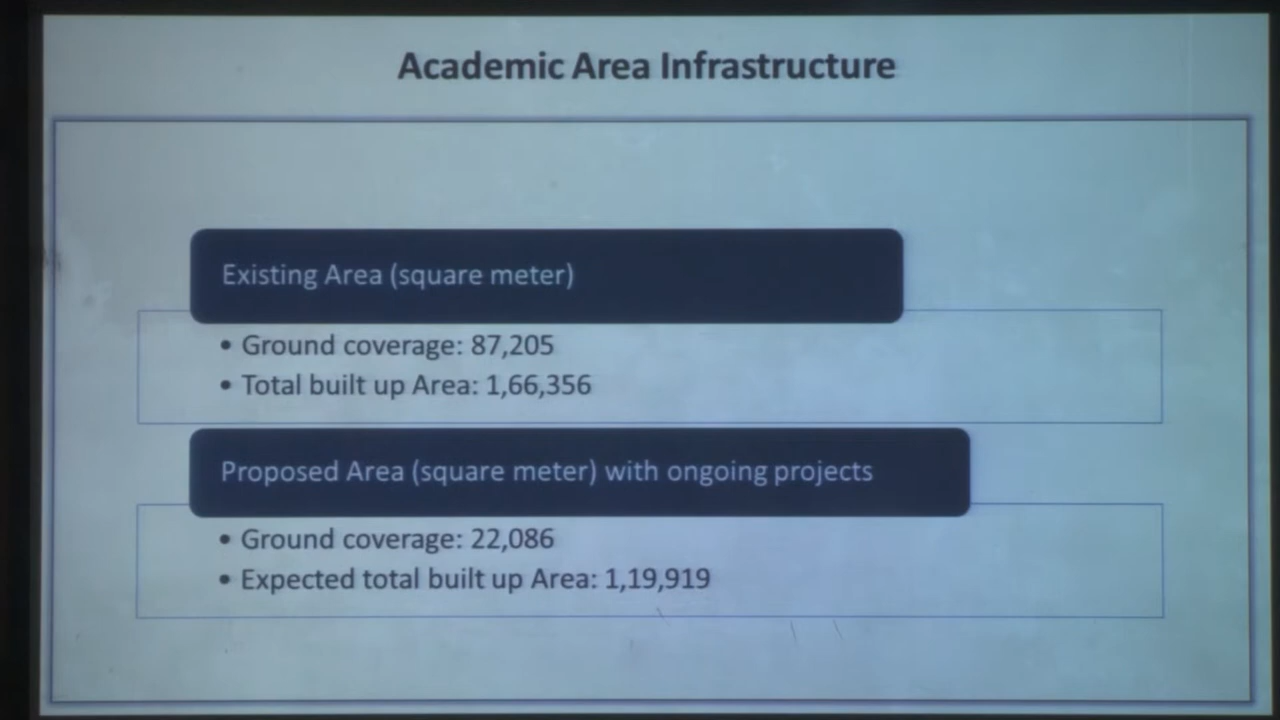 Academic Area Infrastructure
Existing Area (square meter)
• Ground coverage: 87,205
• Total built up Area: 1,66,356
Proposed Area (square meter) with ongoing projects
• Ground coverage: 22,086
• Expected total built up Area: 1,19,919